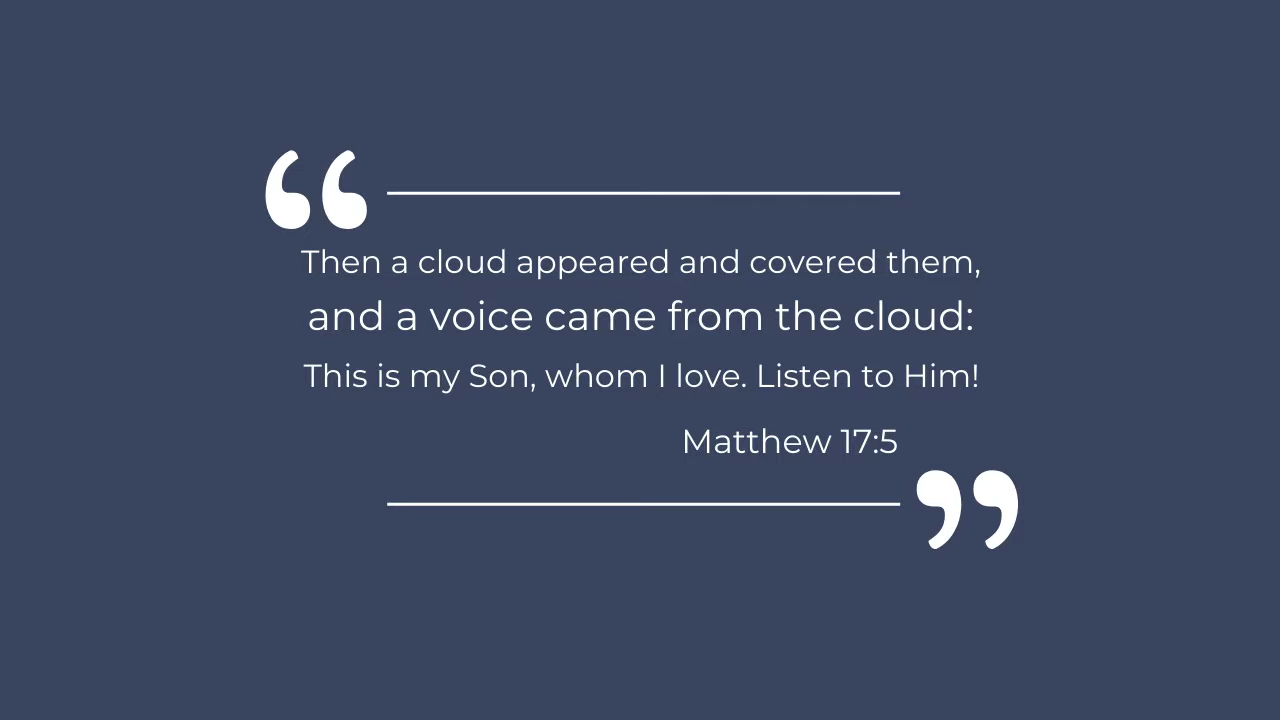 Then a cloud appeared and covered them,
and a voice came from the cloud:
This is my Son, whom I love. Listen to Him!
Matthew 17:5